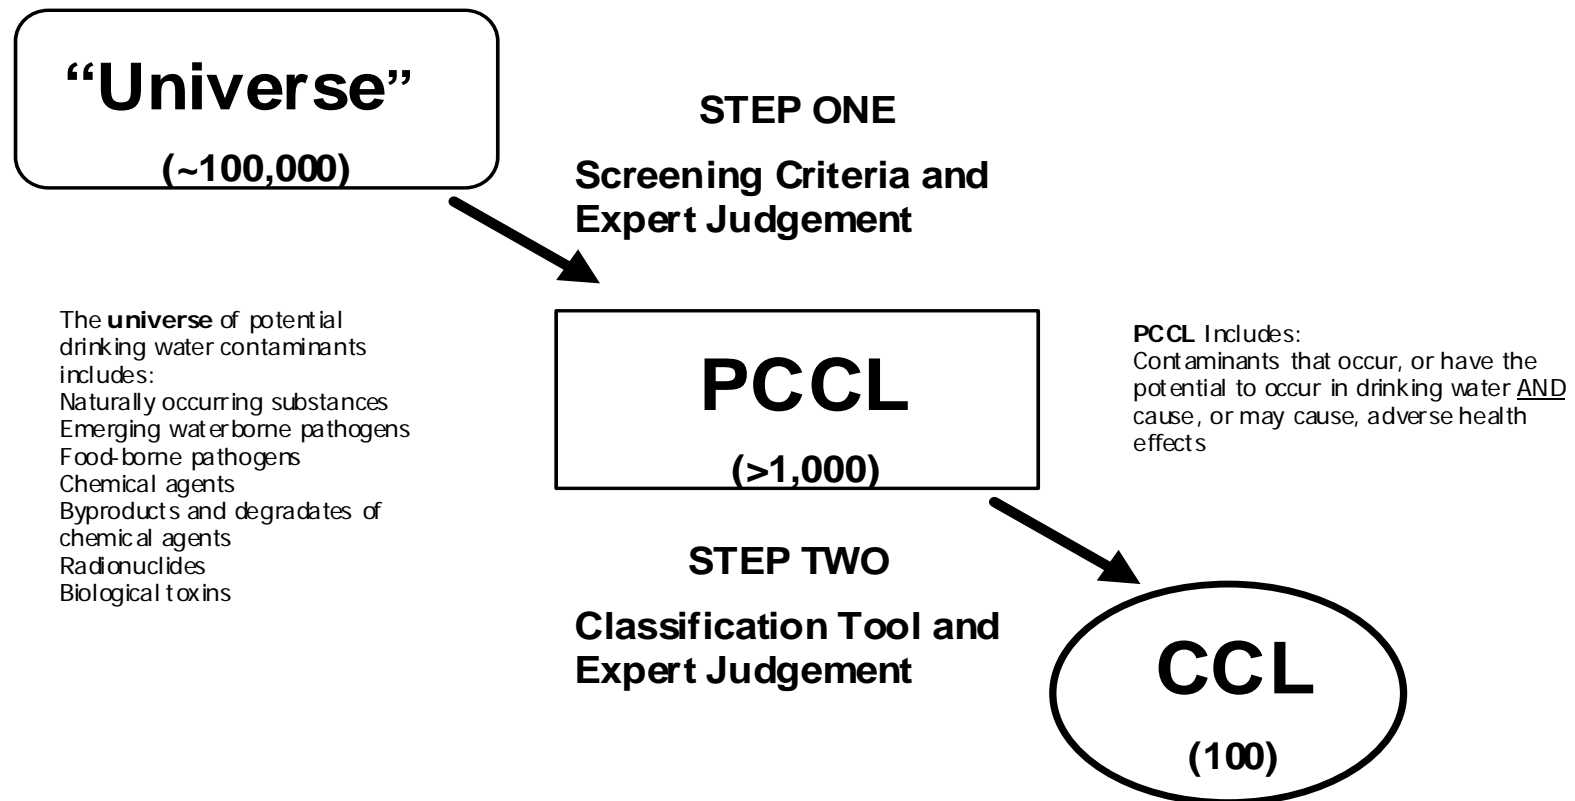 “Universe”
(~100,000)
STEP ONE
Screening Criteria and
Expert Judgement
The universe of potential
drinking water contaminants
includes:
Naturally occurring substances
Emerging waterborne pathogens
Food-borne pathogens
Chemical agents
Byproducts and degradates of
chemical agents
Radionuclides
Biological toxins
PCCL
(>1,000)
PCCL Includes:
Contaminants that occur, or have the
potential to occur in drinking water AND
cause, or may cause, adverse health
effects
STEP TWO
Classification Tool and
Expert Judgement
CCL
(100)